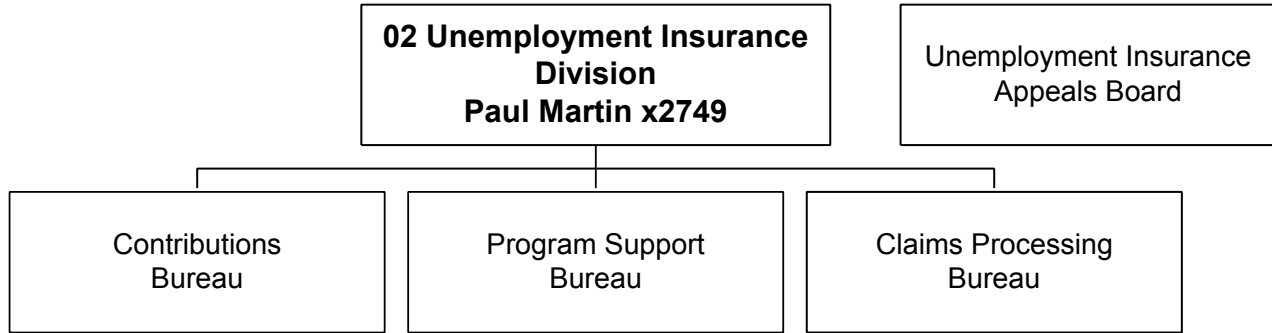 02 Unemployment Insurance
Division
Paul Martin x2749
Unemployment Insurance
Appeals Board
Contributions
Bureau
Program Support
Bureau
Claims Processing
Bureau